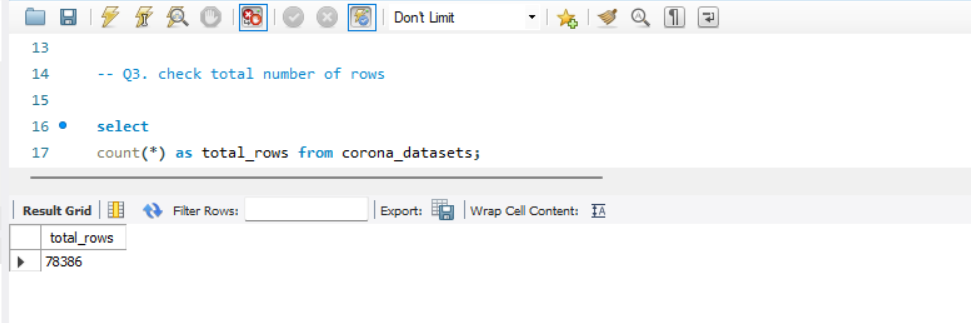 Don't Limit
13
14 -- Q3. check total number of rows
15
16 select
17 count(*) as total_rows from corona_datasets;
Result Grid Filter Rows: Export: Wrap Cell Content: IA
total_rows
78386